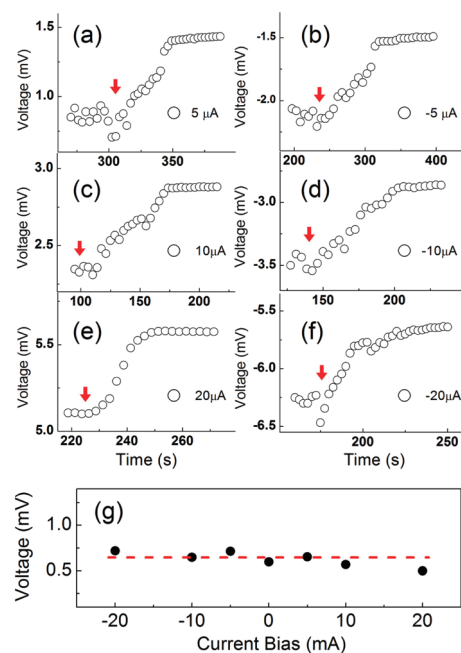 (a)
(b)
Voltage (mV)
1.5
1.0
300
350
5 μA
Voltage (mV)
-1.5
-2.0
200
300
400
-5 μA
(c)
(d)
Voltage (mV)
3.0
2.5
100
150
200
10μA
Voltage (mV)
-3.0
-3.5
150
200
-10μA
(e)
(f)
Voltage (mV)
5.5
5.0
220
240
260
20μA
Time (s)
Voltage (mV)
-5.5
-6.0
-6.5
200
250
-20μA
Time (s)
(g)
Voltage (mV)
1.0
0.5
-20
-10
0
10
20
Current Bias (mA)